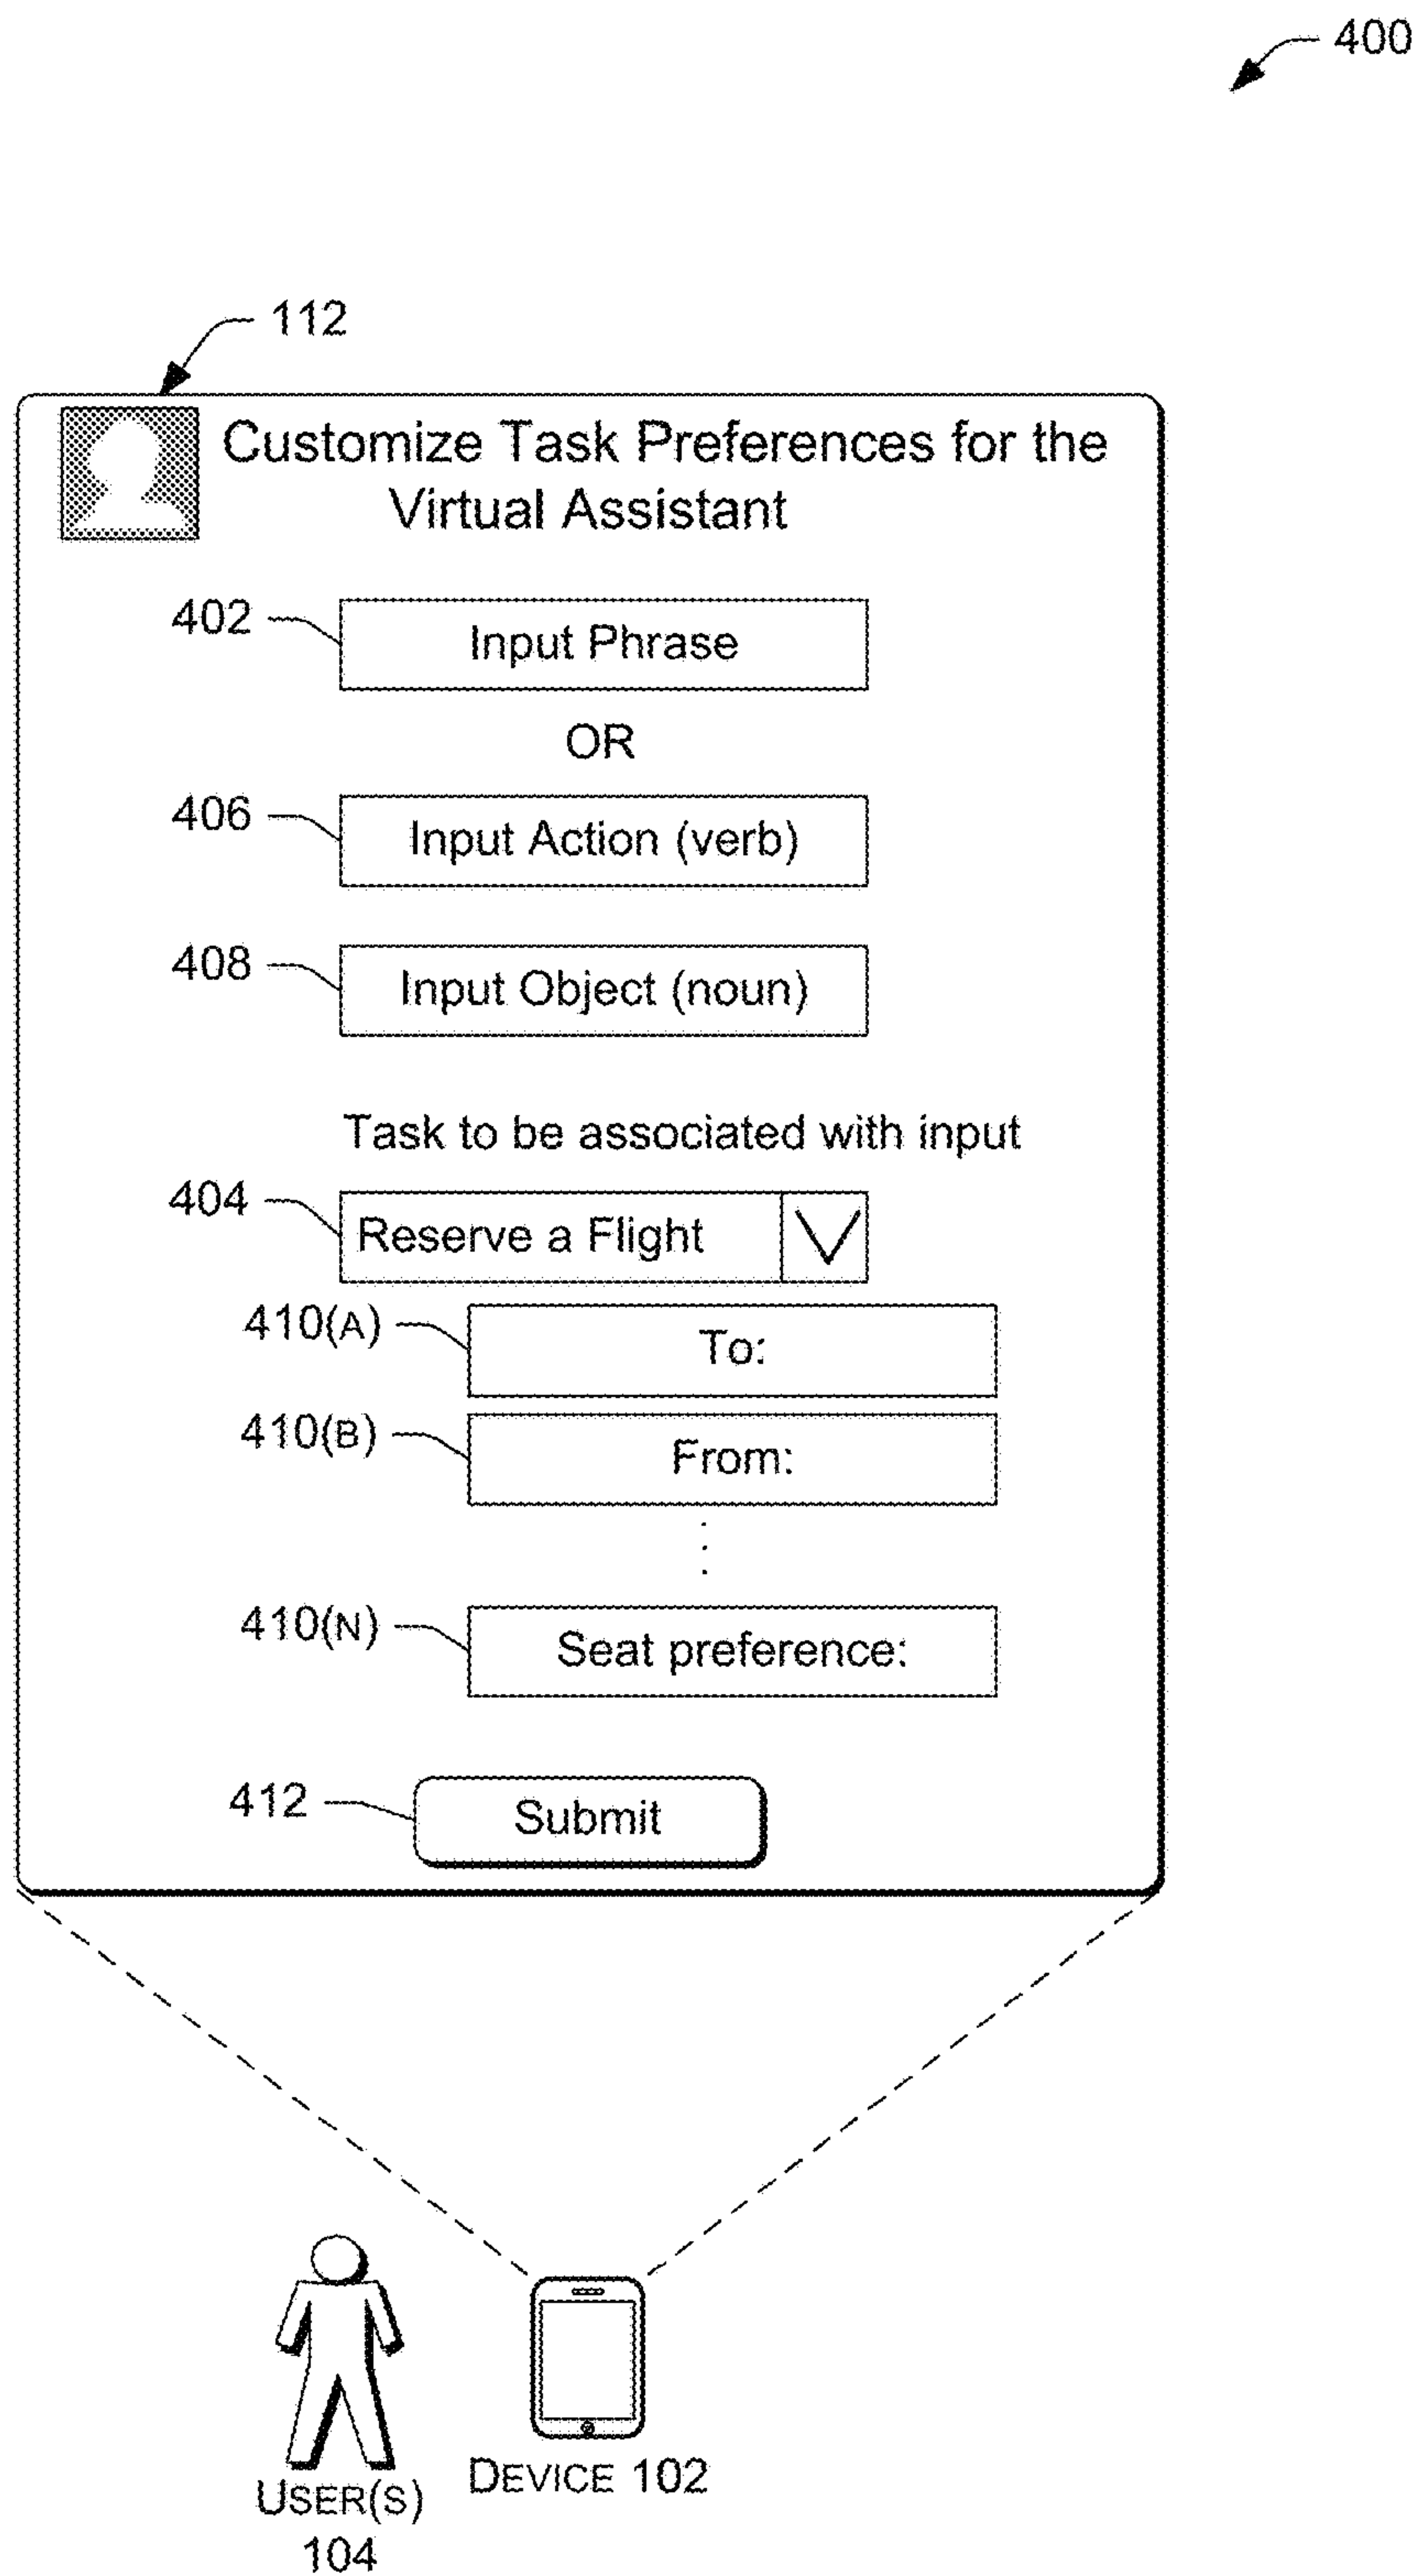 400
112
Customize Task Preferences for the
Virtual Assistant
402
Input Phrase
OR
406
Input Action (verb)
408
Input Object (noun)
Task to be associated with input
404
Reserve a Flight
410(A)
To:
410(B)
From:
410(N)
Seat preference:
412
Submit
DEVICE 102
USER(S)
104